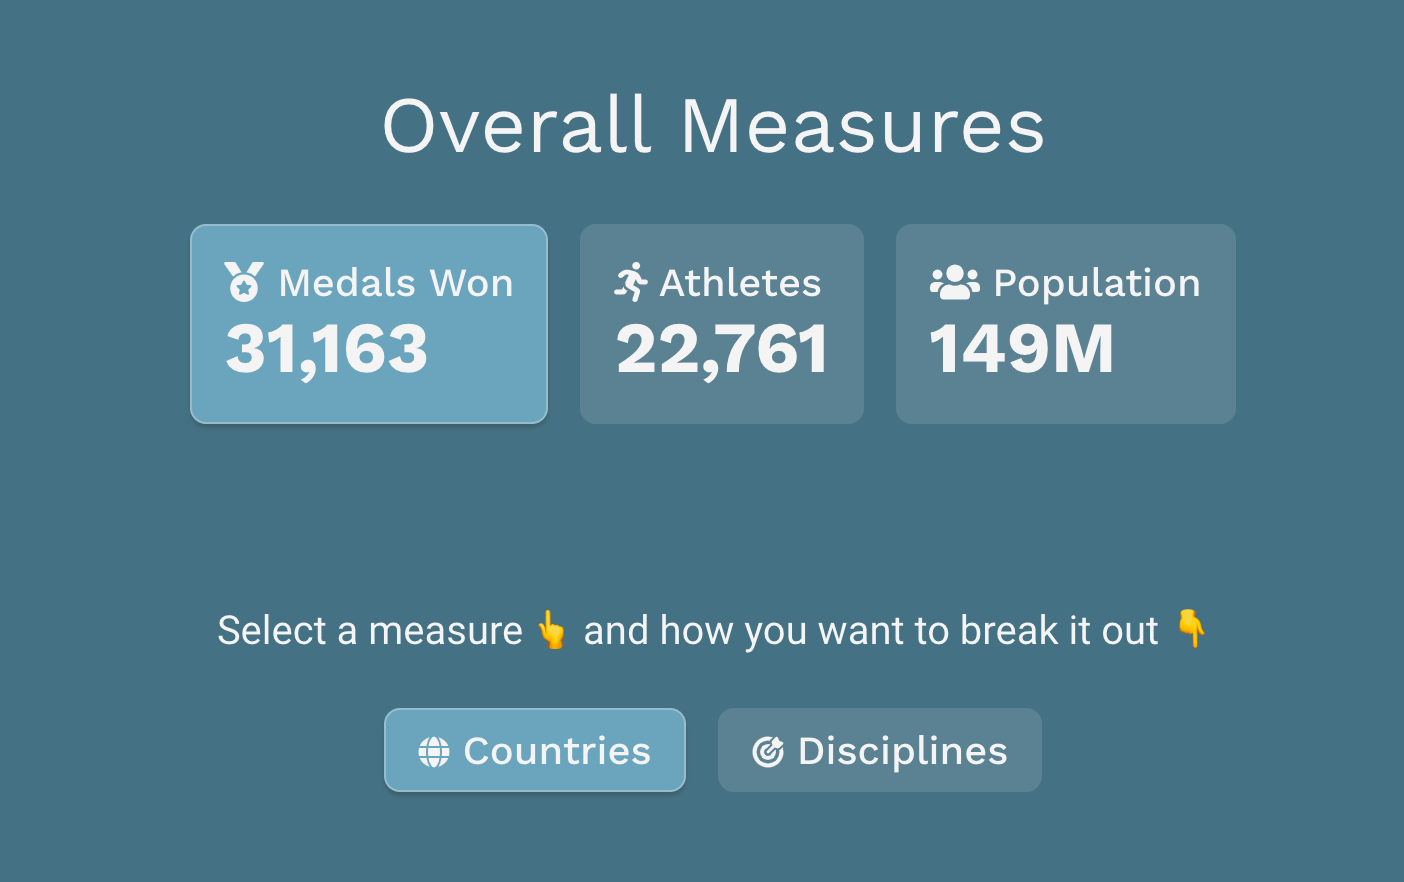 Overall Measures
Medals Won
31,163
Athletes
22,761
Population
149M
Select a measure 👆 and how you want to break it out 👇
Countries
Disciplines